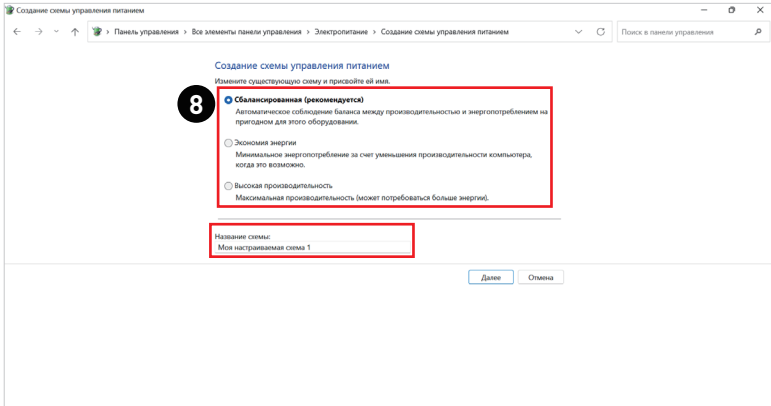 Создание схемы управления питанием
Панель управления > Все элементы панели управления > Электропитание > Создание схемы управления питанием
Поиск в панели управления
Создание схемы управления питанием
Измените существующую схему и присвойте ей имя.
8
Сбалансированная (рекомендуется)
Автоматическое соблюдение баланса между производительностью и энергопотреблением на
пригодном для этого оборудовании.
Экономия энергии
Минимальное энергопотребление за счет уменьшения производительности компьютера,
когда это возможно.
Высокая производительность
Максимальная производительность (может потребоваться больше энергии).
Название схемы:
Моя настраиваемая схема 1
Далее
Отмена